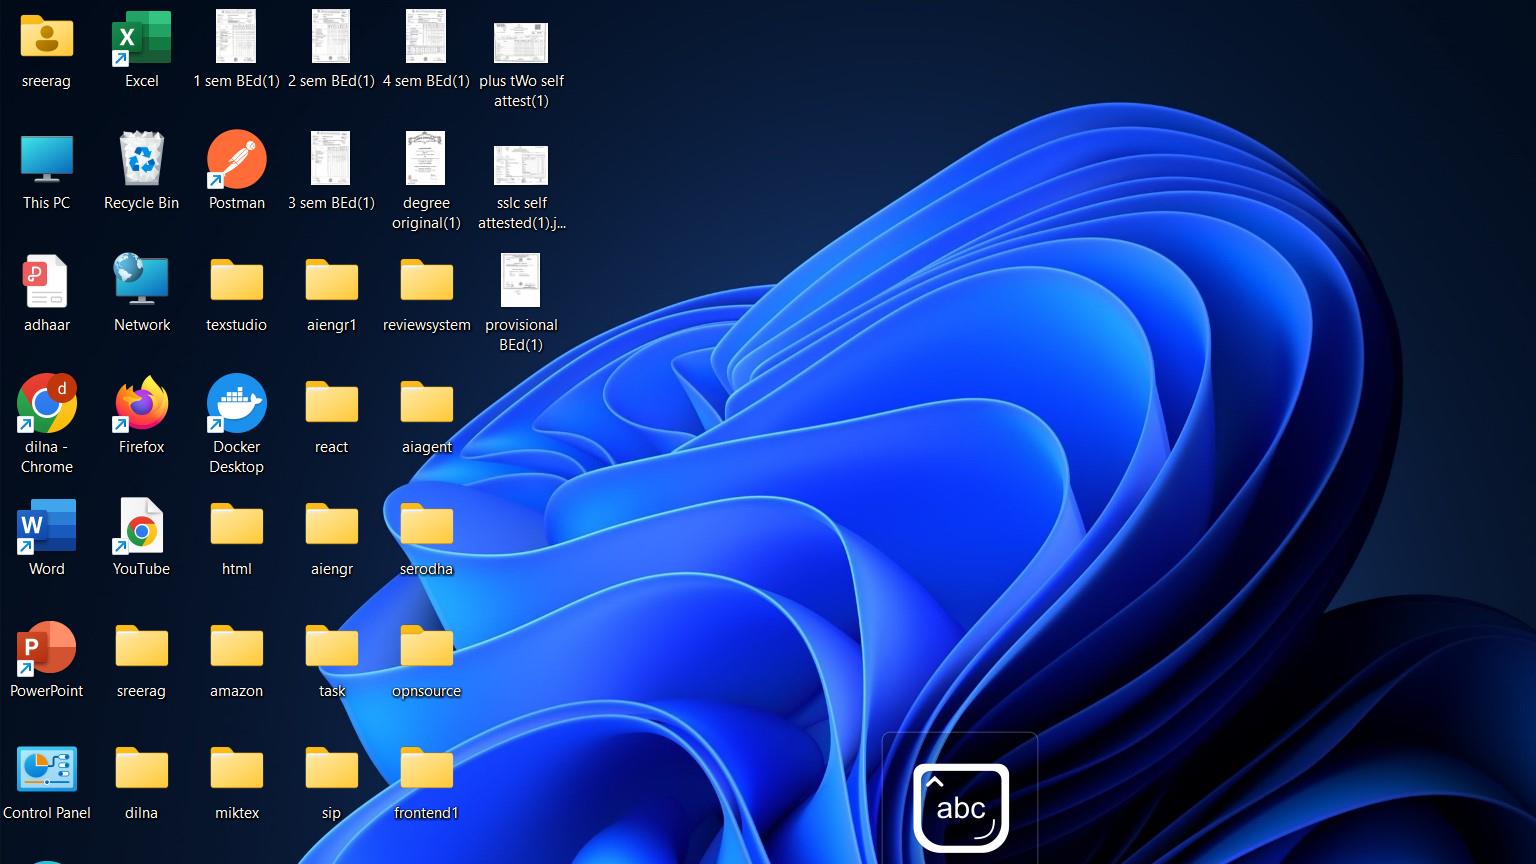 sreerag
Excel
1 sem BEd(1)
2 sem BEd(1)
4 sem BEd(1)
plus tWo self
attest(1)
This PC
Recycle Bin
Postman
3 sem BEd(1)
degree
original(1)
sslc self
attested(1).j...
adhaar
Network
texstudio
aiengr1
reviewsystem
provisional
BEd(1)
d
dilna -
Chrome
Firefox
Docker
Desktop
react
aiagent
W
Word
YouTube
html
aiengr
serodha
P
PowerPoint
sreerag
amazon
task
opnsource
Control Panel
dilna
miktex
sip
frontend1
abc
X